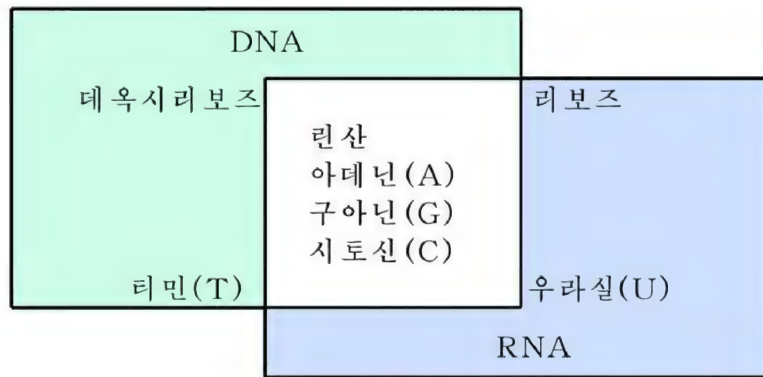 DNA
데옥시리보즈
리보즈
린산
아데닌(A)
구아닌(G)
시토신(C)
티민(T)
우라실(U)
RNA